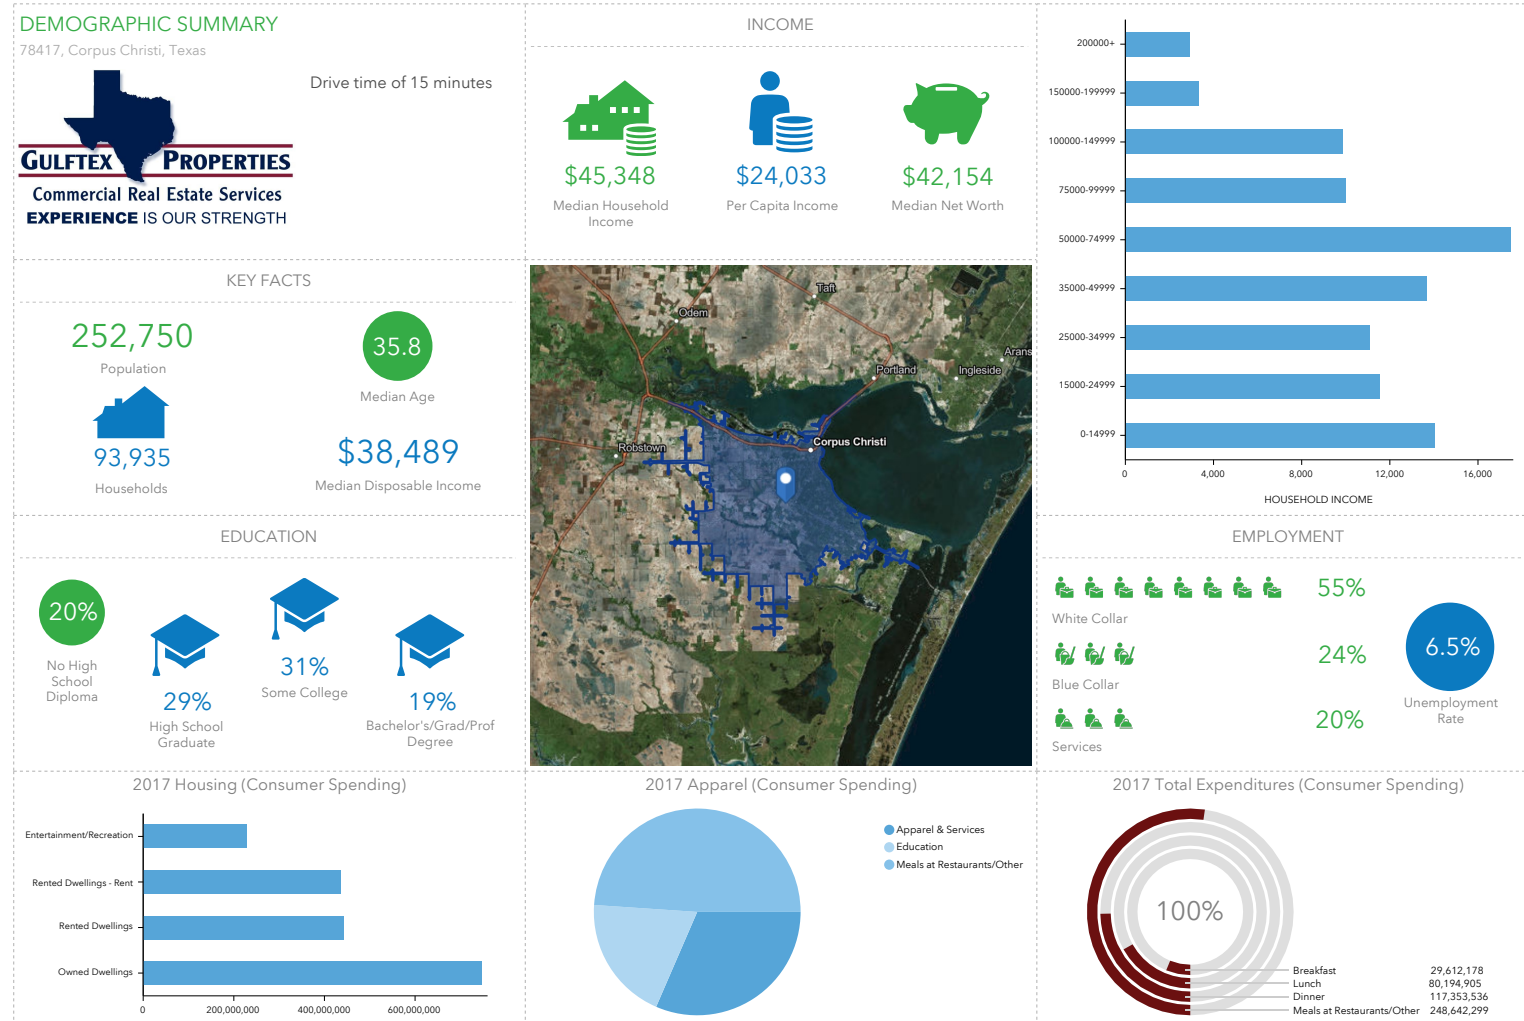 DEMOGRAPHIC SUMMARY
78417, Corpus Christi, Texas
Drive time of 15 minutes
GULFTEX PROPERTIES
Commercial Real Estate Services
EXPERIENCE IS OUR STRENGTH
INCOME
$45,348
Median Household
Income
$24,033
Per Capita Income
$42,154
Median Net Worth
200000+
150000-199999
100000-149999
75000-99999
50000-74999
35000-49999
25000-34999
15000-24999
0-14999
0 4,000 8,000 12,000 16,000
HOUSEHOLD INCOME
KEY FACTS
252,750
Population
35.8
Median Age
93,935
Households
$38,489
Median Disposable Income
Taft
Odem
Arans
Portland
Ingleside
Corpus Christi
Robstown
EDUCATION
20%
No High
School
Diploma
29%
High School
Graduate
31%
Some College
19%
Bachelor's/Grad/Prof
Degree
EMPLOYMENT
55%
White Collar
24%
Blue Collar
20%
Services
6.5%
Unemployment
Rate
2017 Housing (Consumer Spending)
Entertainment/Recreation
Rented Dwellings - Rent
Rented Dwellings
Owned Dwellings
0 200,000,000 400,000,000 600,000,000
2017 Apparel (Consumer Spending)
Apparel & Services
Education
Meals at Restaurants/Other
2017 Total Expenditures (Consumer Spending)
100%
Breakfast 29,612,178
Lunch 80,194,905
Dinner 117,353,536
Meals at Restaurants/Other 248,642,299